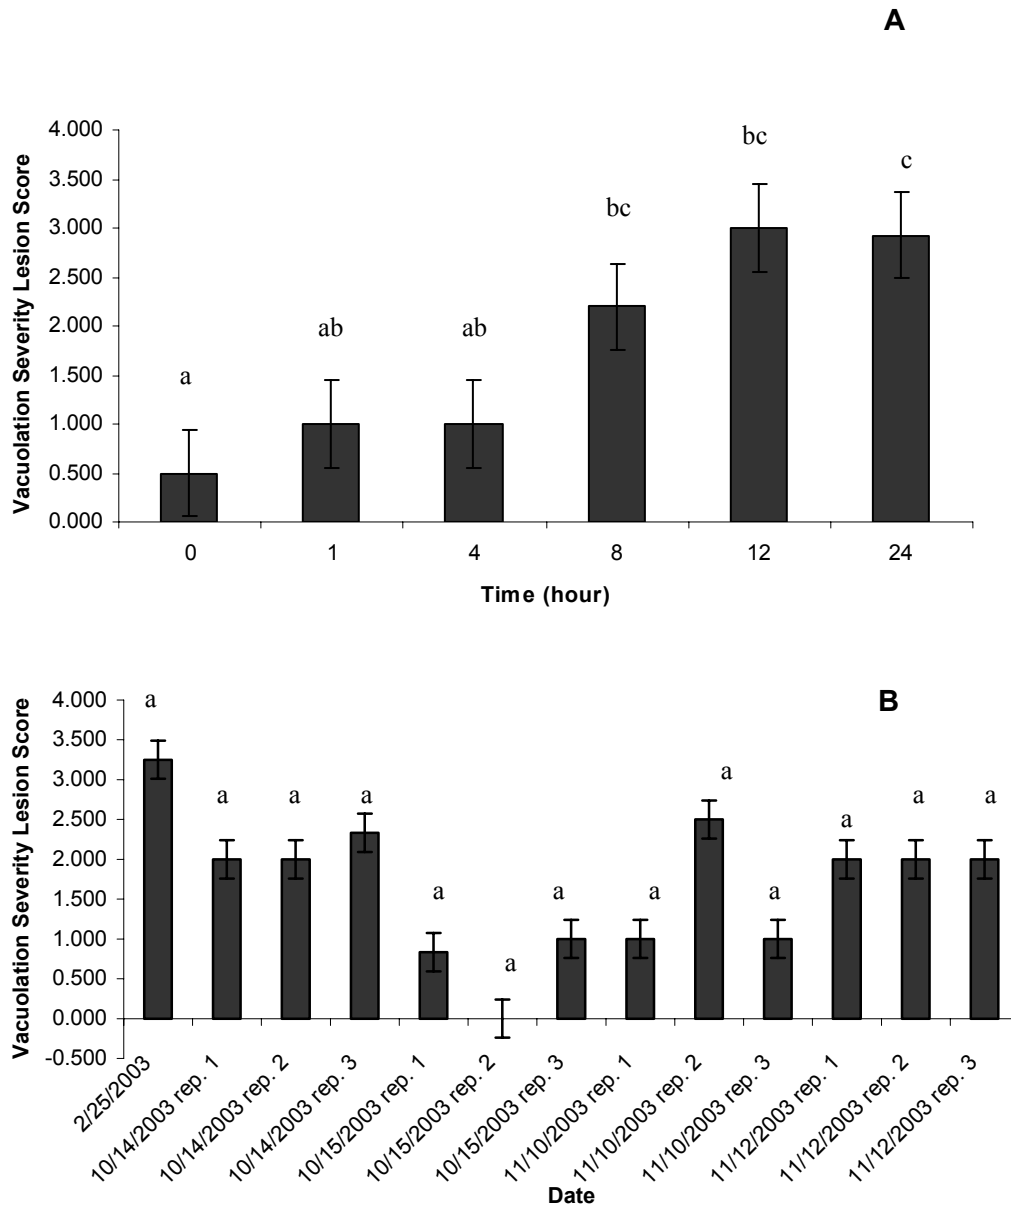 A
Vacuolation Severity Lesion Score
4.000
3.500
3.000
2.500
2.000
1.500
1.000
0.500
0.000
a
ab
ab
bc
bc
c
0 1 4 8 12 24
Time (hour)
B
Vacuolation Severity Lesion Score
4.000
3.500
3.000
2.500
2.000
1.500
1.000
0.500
0.000
-0.500
a
a
a
a
a
a
a
a
a
a
a
a
a
2/25/2003
10/14/2003 rep. 1
10/14/2003 rep. 2
10/14/2003 rep. 3
10/15/2003 rep. 1
10/15/2003 rep. 2
10/15/2003 rep. 3
11/10/2003 rep. 1
11/10/2003 rep. 2
11/10/2003 rep. 3
11/12/2003 rep. 1
11/12/2003 rep. 2
11/12/2003 rep. 3
Date